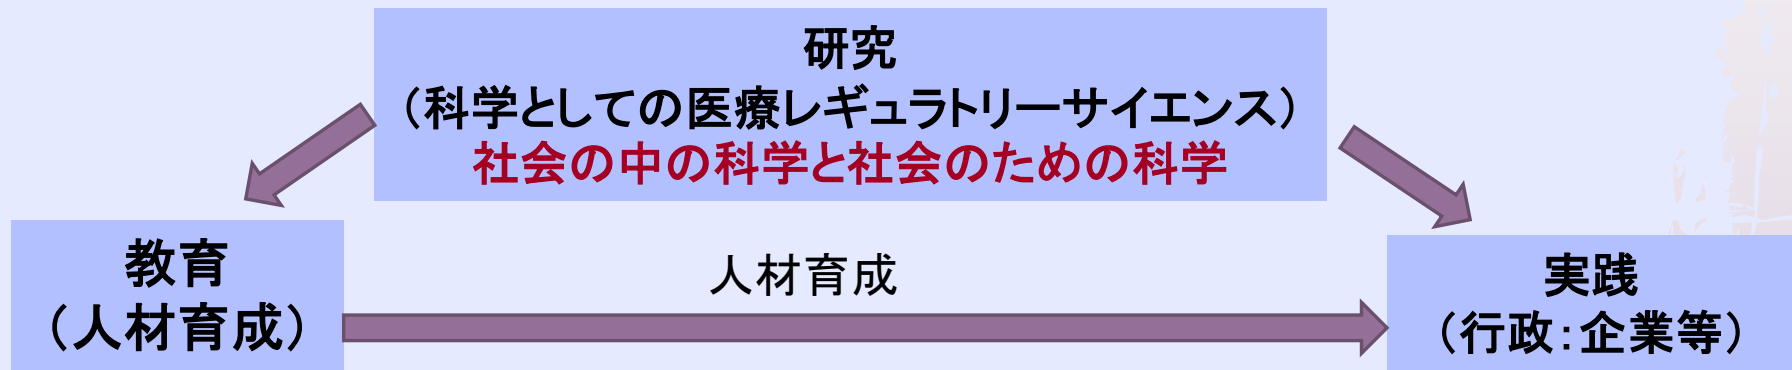 研究
（科学としての医療レギュラトリーサイエンス）
社会の中の科学と社会のための科学
教育
（人材育成）
人材育成
実践
（行政：企業等）